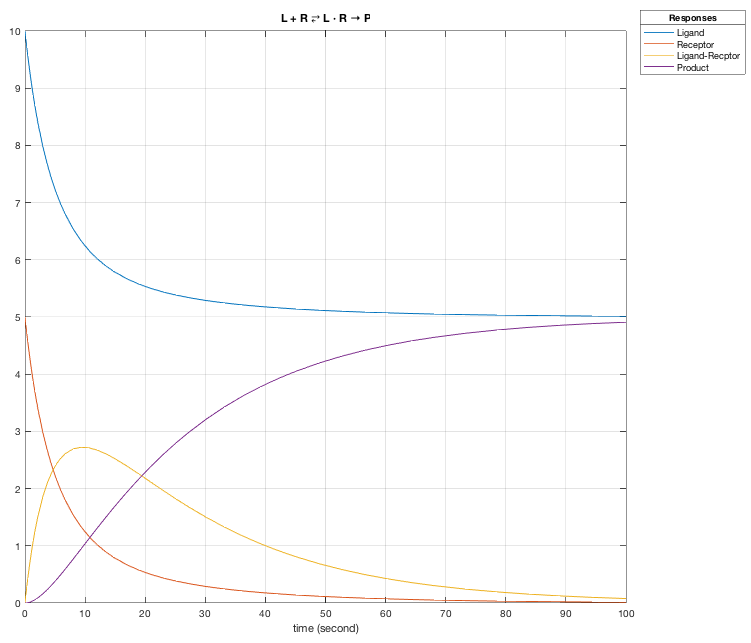 L + R ⇄ L · R → P
Responses
Ligand
Receptor
Ligand-Recptor
Product
10
9
8
7
6
5
4
3
2
1
0
0 10 20 30 40 50 60 70 80 90 100
time (second)